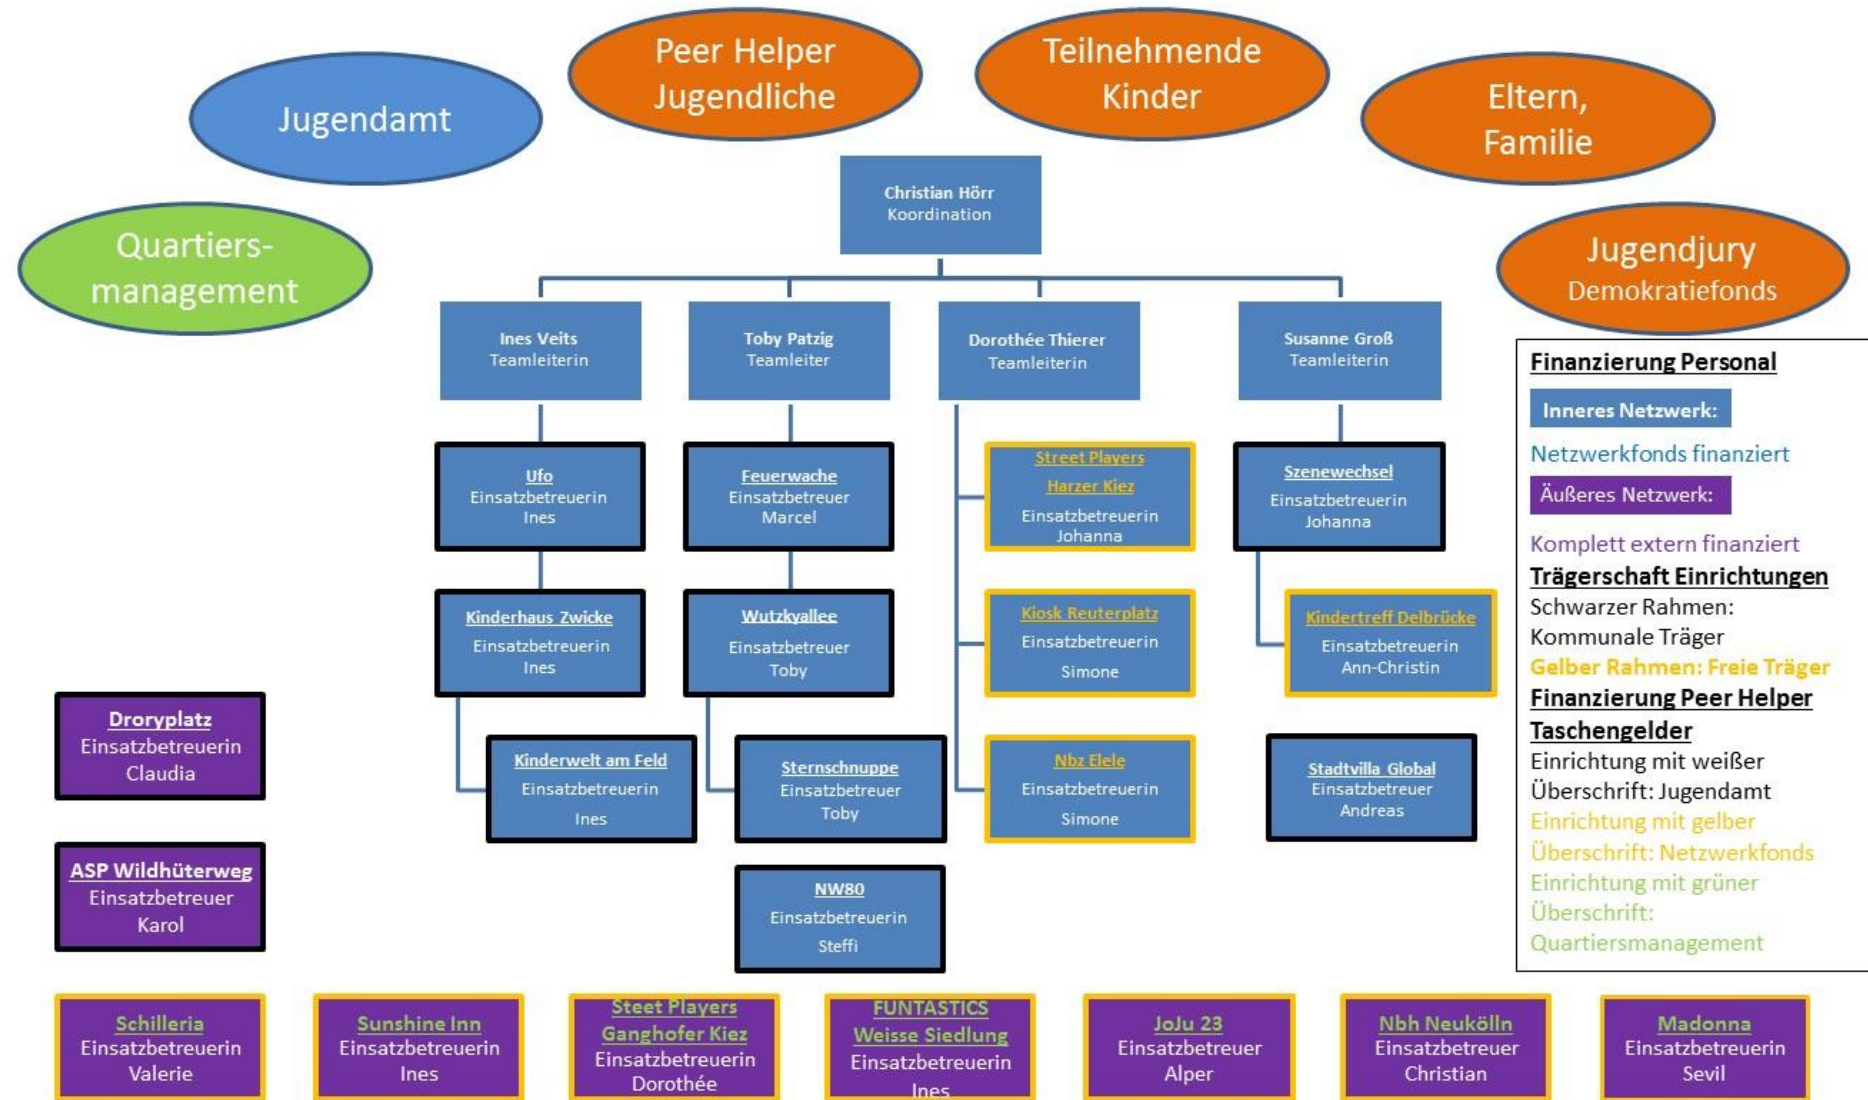 Peer Helper
Jugendliche
Teilnehmende
Kinder
Jugendamt
Eltern,
Familie
Quartiers-
management
Jugendjury
Demokratiefonds
Christian Hörr
Koordination
Ines Veits
Teamleiterin
Toby Patzig
Teamleiter
Dorothée Thierer
Teamleiterin
Susanne Groß
Teamleiterin
Ufo
Einsatzbetreuerin
Ines
Feuerwache
Einsatzbetreuer
Marcel
Street Players
Harzer Kiez
Einsatzbetreuerin
Johanna
Szenewechsel
Einsatzbetreuerin
Johanna
Kinderhaus Zwicke
Einsatzbetreuerin
Ines
Wutzkyallee
Einsatzbetreuer
Toby
Kiosk Reuterplatz
Einsatzbetreuerin
Simone
Kindertreff Delbrücke
Einsatzbetreuerin
Ann-Christin
Kinderwelt am Feld
Einsatzbetreuerin
Ines
Sternschnuppe
Einsatzbetreuer
Toby
Nbz Elele
Einsatzbetreuerin
Simone
Stadtvilla Global
Einsatzbetreuer
Andreas
NW80
Einsatzbetreuerin
Steffi
Droryplatz
Einsatzbetreuerin
Claudia
ASP Wildhüterweg
Einsatzbetreuer
Karol
Schilleria
Einsatzbetreuerin
Valerie
Sunshine Inn
Einsatzbetreuerin
Ines
Steet Players
Ganghofer Kiez
Einsatzbetreuerin
Dorothée
FUNTASTICS
Weisse Siedlung
Einsatzbetreuerin
Ines
JoJu 23
Einsatzbetreuer
Alper
Nbh Neukölln
Einsatzbetreuer
Christian
Madonna
Einsatzbetreuerin
Sevil
Finanzierung Personal
Inneres Netzwerk:
Netzwerkfonds finanziert
Äußeres Netzwerk:
Komplett extern finanziert
Trägerschaft Einrichtungen
Schwarzer Rahmen:
Kommunale Träger
Gelber Rahmen: Freie Träger
Finanzierung Peer Helper
Taschengelder
Einrichtung mit weißer
Überschrift: Jugendamt
Einrichtung mit gelber
Überschrift: Netzwerkfonds
Einrichtung mit grüner
Überschrift:
Quartiersmanagement